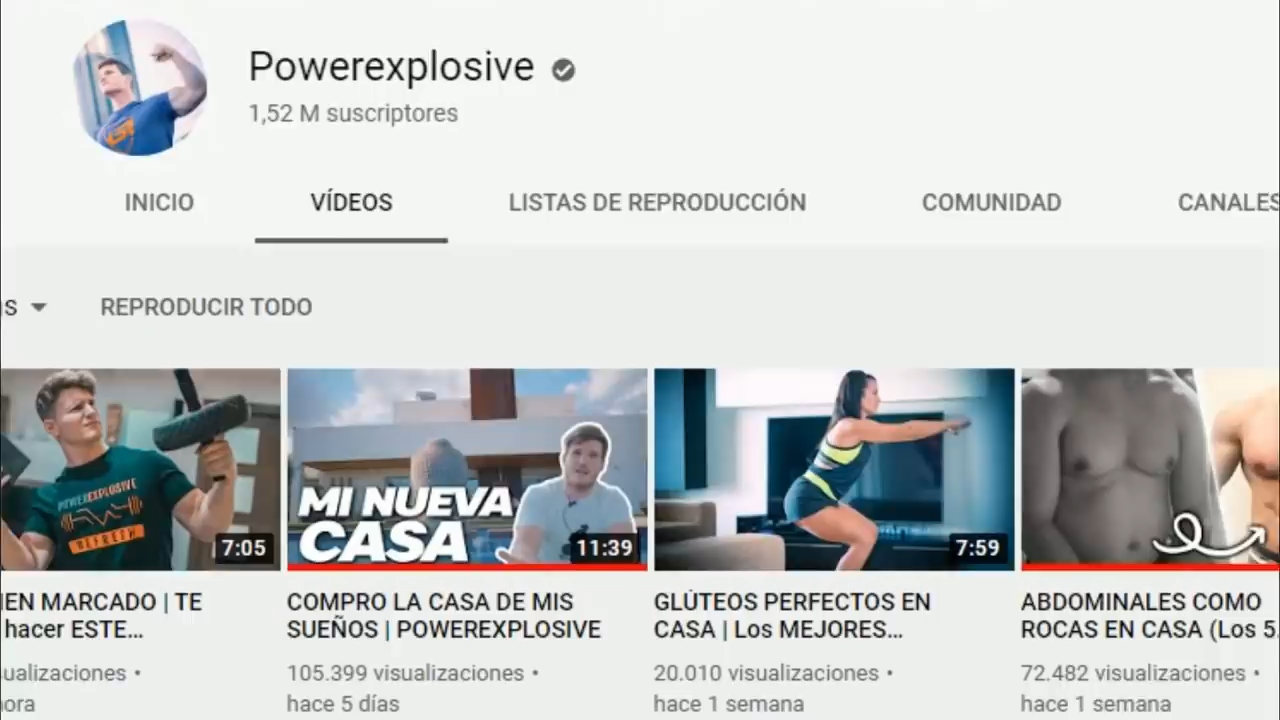 Powerexplosive
1,52 M suscriptores
INICIO
VÍDEOS
LISTAS DE REPRODUCCIÓN
COMUNIDAD
CANALES
REPRODUCIR TODO
POWEREXPLOSIVE
7:05
MI NUEVA
CASA
11:39
7:59
IEN MARCADO | TE
hacer ESTE...
ualizaciones •
ora
COMPRO LA CASA DE MIS
SUEÑOS | POWEREXPLOSIVE
105.399 visualizaciones •
hace 5 días
GLÚTEOS PERFECTOS EN
CASA | Los MEJORES...
20.010 visualizaciones •
hace 1 semana
ABDOMINALES COMO
ROCAS EN CASA (Los 5
72.482 visualizaciones •
hace 1 semana